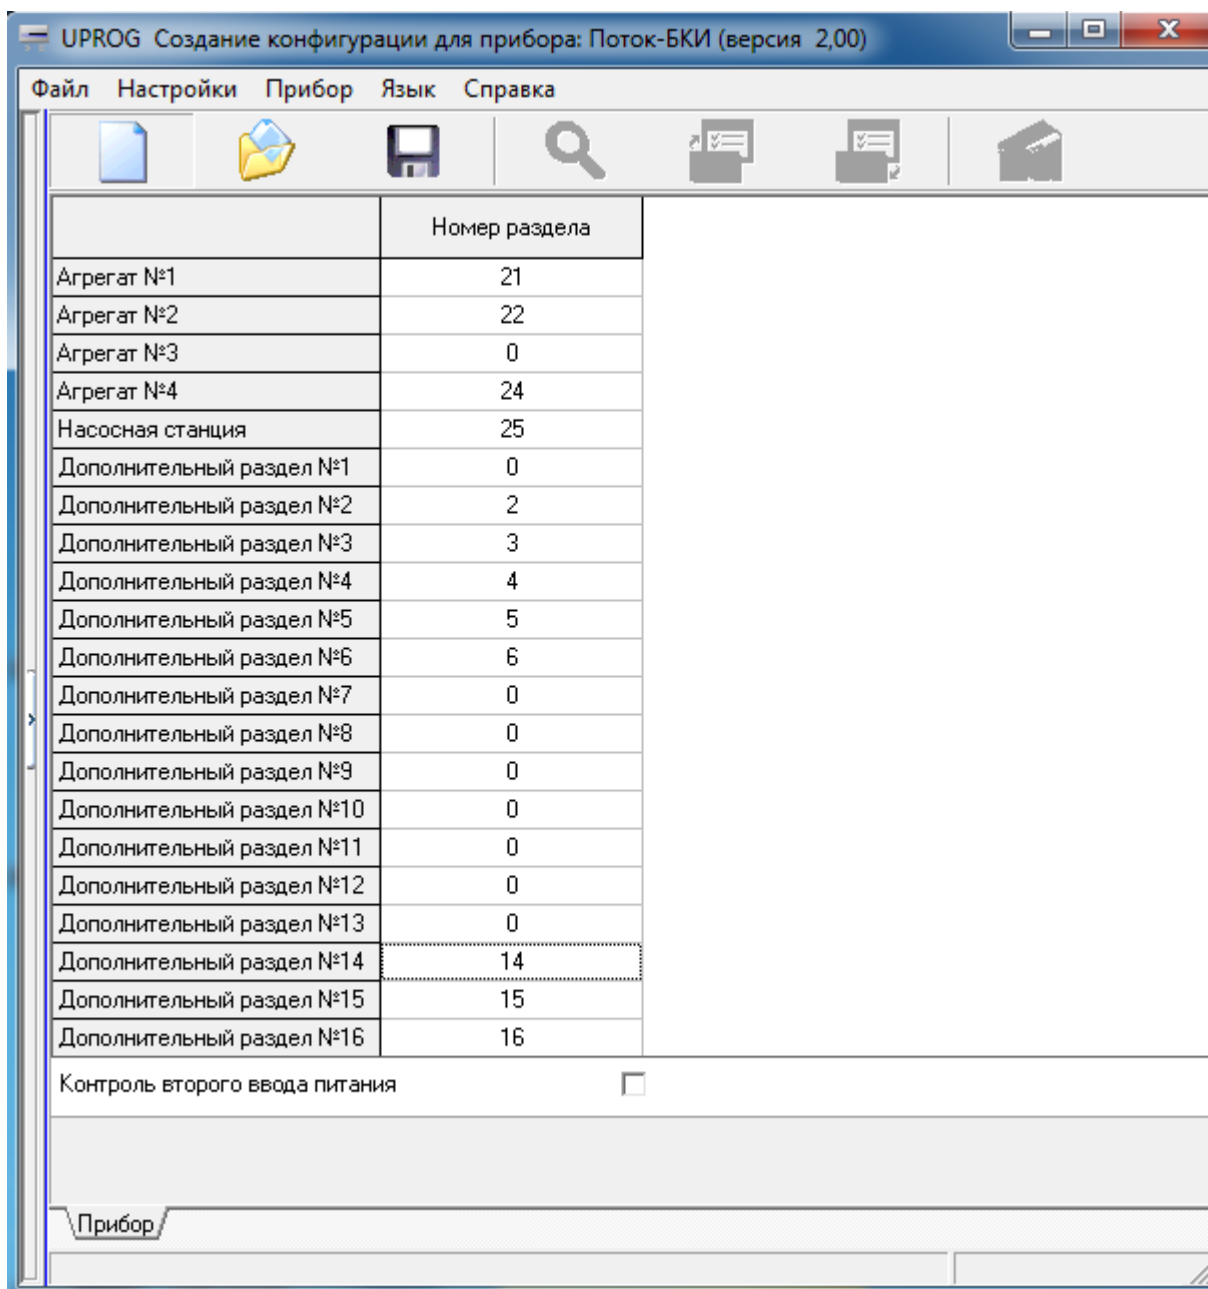 UPROG Создание конфигурации для прибора: Поток-БКИ (версия 2,00)
Файл Настройки Прибор Язык Справка
Номер раздела
Агрегат №1 21
Агрегат №2 22
Агрегат №3 0
Агрегат №4 24
Насосная станция 25
Дополнительный раздел №1 0
Дополнительный раздел №2 2
Дополнительный раздел №3 3
Дополнительный раздел №4 4
Дополнительный раздел №5 5
Дополнительный раздел №6 6
Дополнительный раздел №7 0
Дополнительный раздел №8 0
Дополнительный раздел №9 0
Дополнительный раздел №10 0
Дополнительный раздел №11 0
Дополнительный раздел №12 0
Дополнительный раздел №13 0
Дополнительный раздел №14 14
Дополнительный раздел №15 15
Дополнительный раздел №16 16
Контроль второго ввода питания
Прибор